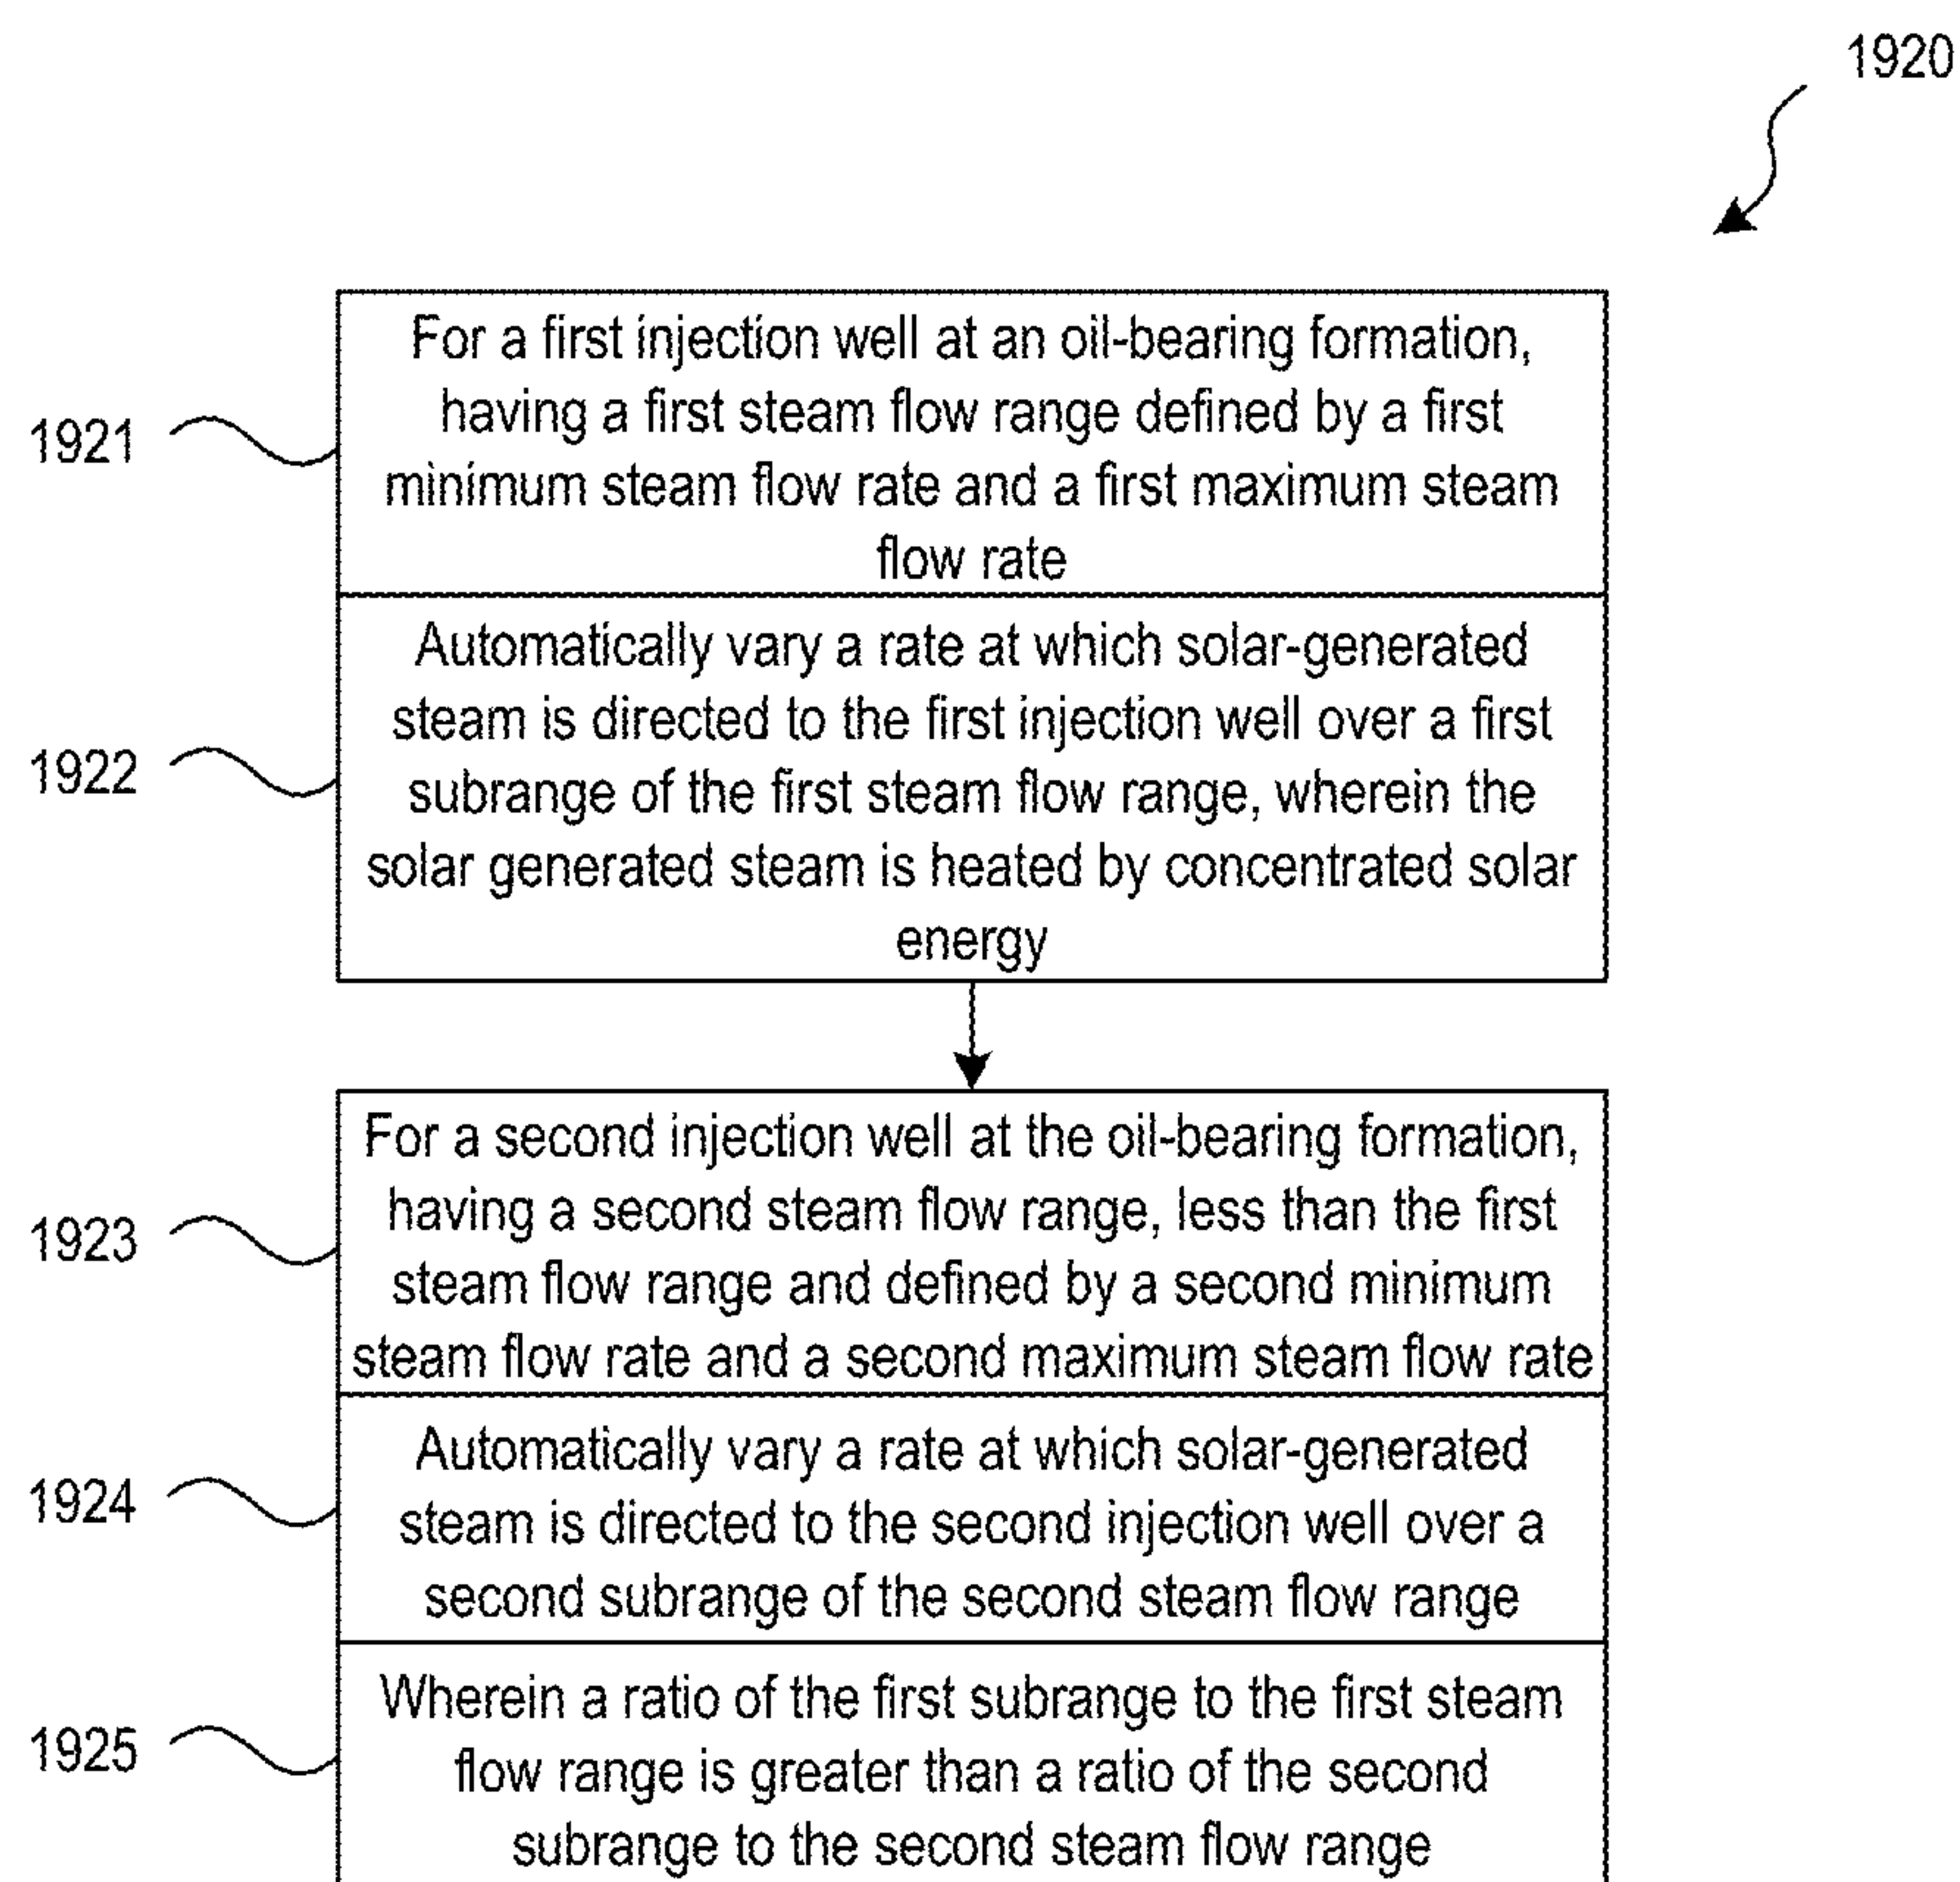 1920
1921
For a first injection well at an oil-bearing formation,
having a first steam flow range defined by a first
minimum steam flow rate and a first maximum steam
flow rate
1922
Automatically vary a rate at which solar-generated
steam is directed to the first injection well over a first
subrange of the first steam flow range, wherein the
solar generated steam is heated by concentrated solar
energy
1923
For a second injection well at the oil-bearing formation,
having a second steam flow range, less than the first
steam flow range and defined by a second minimum
steam flow rate and a second maximum steam flow rate
1924
Automatically vary a rate at which solar-generated
steam is directed to the second injection well over a
second subrange of the second steam flow range
1925
Wherein a ratio of the first subrange to the first steam
flow range is greater than a ratio of the second
subrange to the second steam flow range